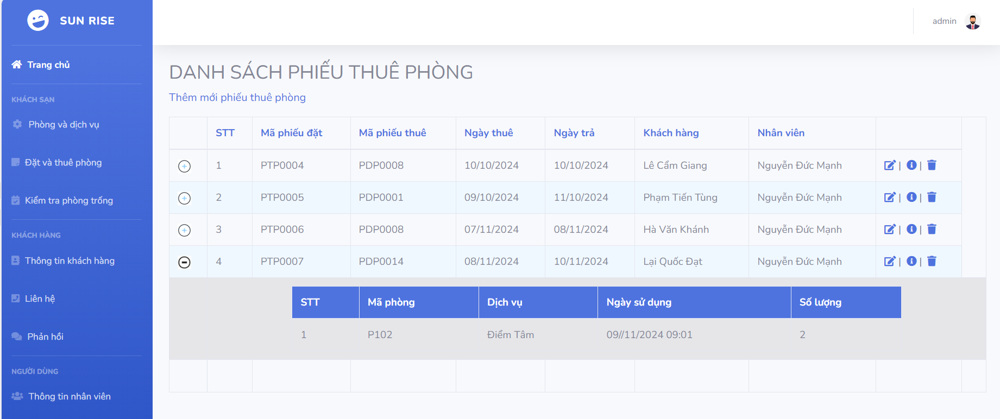 SUN RISE
admin
Trang chủ
KHÁCH SẠN
Phòng và dịch vụ
Đặt và thuê phòng
Kiểm tra phòng trống
KHÁCH HÀNG
Thông tin khách hàng
Liên hệ
Phản hồi
NGƯỜI DÙNG
Thông tin nhân viên
DANH SÁCH PHIẾU THUÊ PHÒNG
Thêm mới phiếu thuê phòng
STT Mã phiếu đặt Mã phiếu thuê Ngày thuê Ngày trả Khách hàng Nhân viên
1 PTP0004 PDP0008 10/10/2024 10/10/2024 Lê Cẩm Giang Nguyễn Đức Mạnh | |
2 PTP0005 PDP0001 09/10/2024 11/10/2024 Phạm Tiến Tùng Nguyễn Đức Mạnh | |
3 PTP0006 PDP0008 07/11/2024 08/11/2024 Hà Văn Khánh Nguyễn Đức Mạnh | |
4 PTP0007 PDP0014 08/11/2024 10/11/2024 Lại Quốc Đạt Nguyễn Đức Mạnh | |
STT Mã phòng Dịch vụ Ngày sử dụng Số lượng
1 P102 Điểm Tâm 09//11/2024 09:01 2